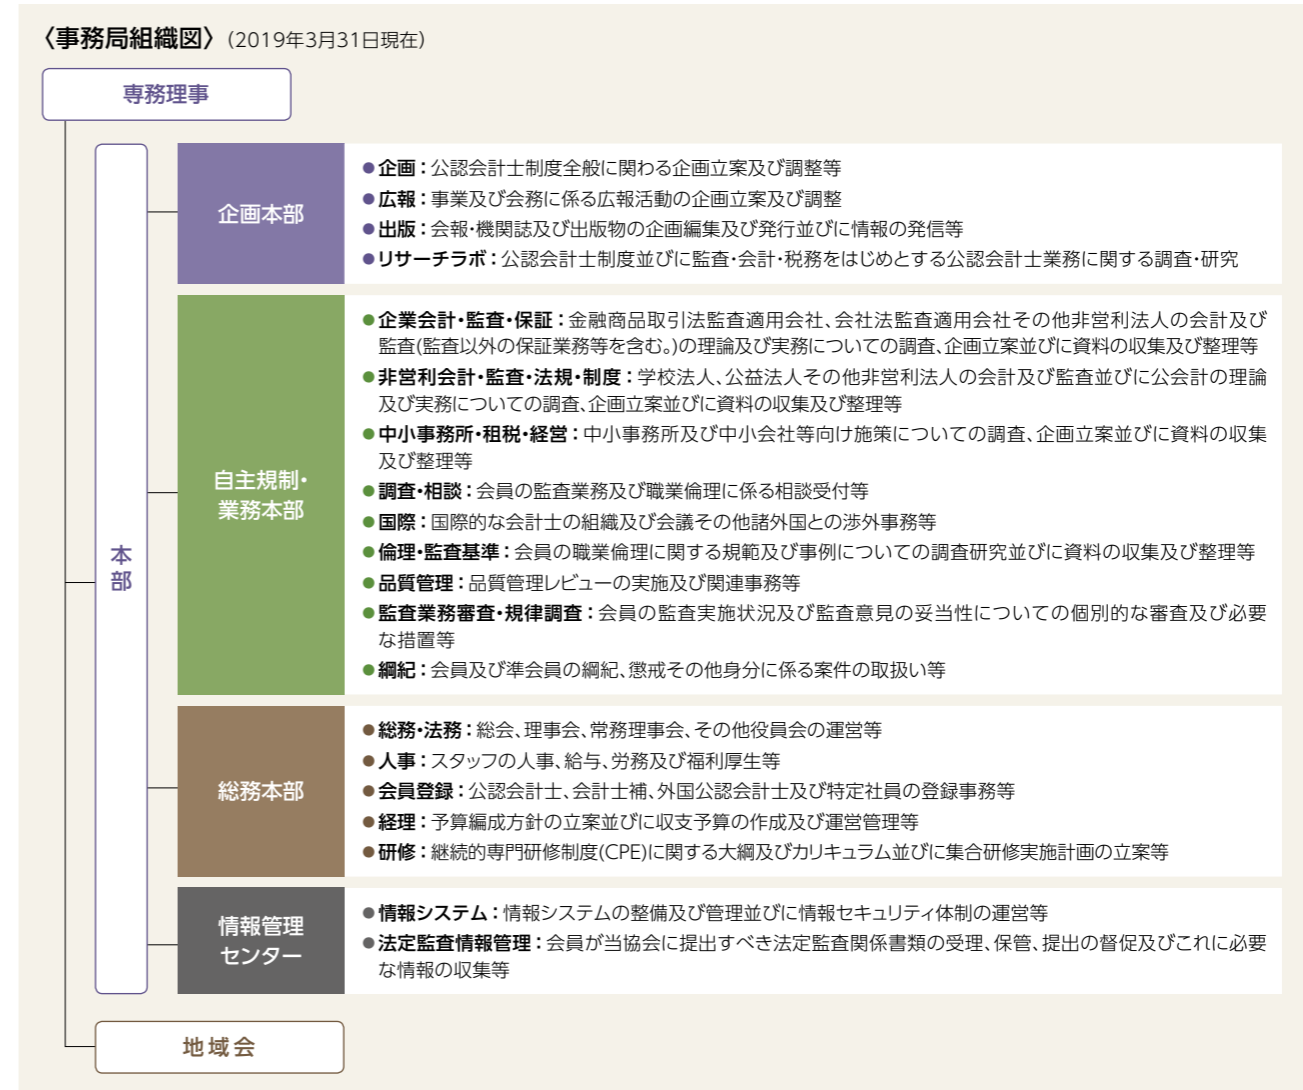 〈事務局組織図〉（2019年3月31日現在）
専務理事
本部
企画本部
●企画：公認会計士制度全般に関わる企画立案及び調整等
●広報：事業及び会務に係る広報活動の企画立案及び調整
●出版：会報・機関誌及び出版物の企画編集及び発行並びに情報の発信等
●リサーチラボ：公認会計士制度並びに監査・会計・税務をはじめとする公認会計士業務に関する調査・研究
自主規制・
業務本部
●企業会計・監査・保証：金融商品取引法監査適用会社、会社法監査適用会社その他非営利法人の会計及び
監査(監査以外の保証業務等を含む。)の理論及び実務についての調査、企画立案並びに資料の収集及び整理等
●非営利会計・監査・法規・制度：学校法人、公益法人その他非営利法人の会計及び監査並びに公会計の理論
及び実務についての調査、企画立案並びに資料の収集及び整理等
●中小事務所・租税・経営：中小事務所及び中小会社等向け施策についての調査、企画立案並びに資料の収集
及び整理等
●調査・相談：会員の監査業務及び職業倫理に係る相談受付等
●国際：国際的な会計士の組織及び会議その他諸外国との渉外事務等
●倫理・監査基準：会員の職業倫理に関する規範及び事例についての調査研究並びに資料の収集及び整理等
●品質管理：品質管理レビューの実施及び関連事務等
●監査業務審査・規律調査：会員の監査実施状況及び監査意見の妥当性についての個別的な審査及び必要
な措置等
●綱紀：会員及び準会員の綱紀、懲戒その他身分に係る案件の取扱い等
総務本部
●総務・法務：総会、理事会、常務理事会、その他役員会の運営等
●人事：スタッフの人事、給与、労務及び福利厚生等
●会員登録：公認会計士、会計士補、外国公認会計士及び特定社員の登録事務等
●経理：予算編成方針の立案並びに収支予算の作成及び運営管理等
●研修：継続的専門研修制度(CPE)に関する大綱及びカリキュラム並びに集合研修実施計画の立案等
情報管理
センター
●情報システム：情報システムの整備及び管理並びに情報セキュリティ体制の運営等
●法定監査情報管理：会員が当協会に提出すべき法定監査関係書類の受理、保管、提出の督促及びこれに必要
な情報の収集等
地域会